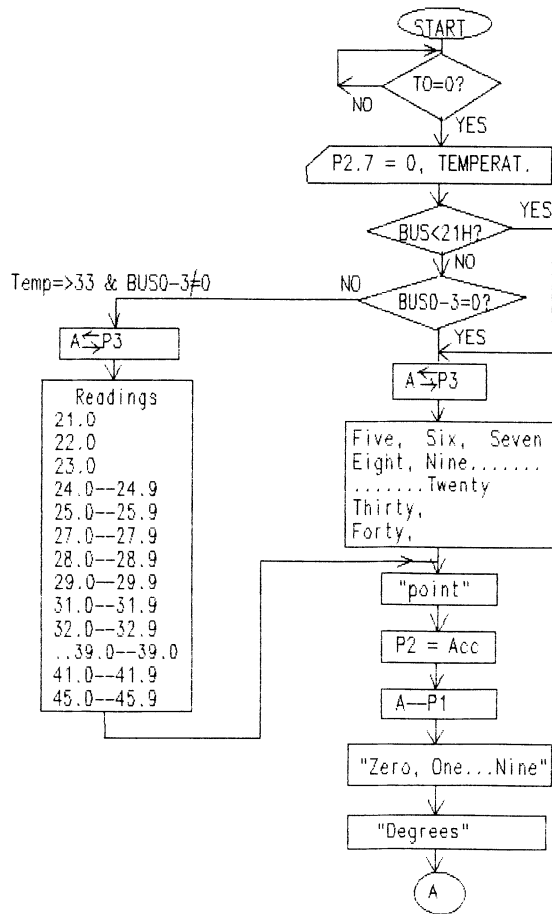 START
TO=0?
NO
YES
P2.7 = 0, TEMPERAT.
YES
BUS<21H?
NO
Temp=>33 & BUS0-3≠0
NO
BUS0-3=0?
YES
A⇆P3
A⇆P3
Readings
21.0
22.0
23.0
24.0--24.9
25.0--25.9
27.0--27.9
28.0--28.9
29.0--29.9
31.0--31.9
32.0--32.9
..39.0--39.0
41.0--41.9
45.0--45.9
Five, Six, Seven
Eight, Nine.......
.......Twenty
Thirty,
Forty,
"point"
P2 = Acc
A--P1
"Zero, One...Nine"
"Degrees"
A